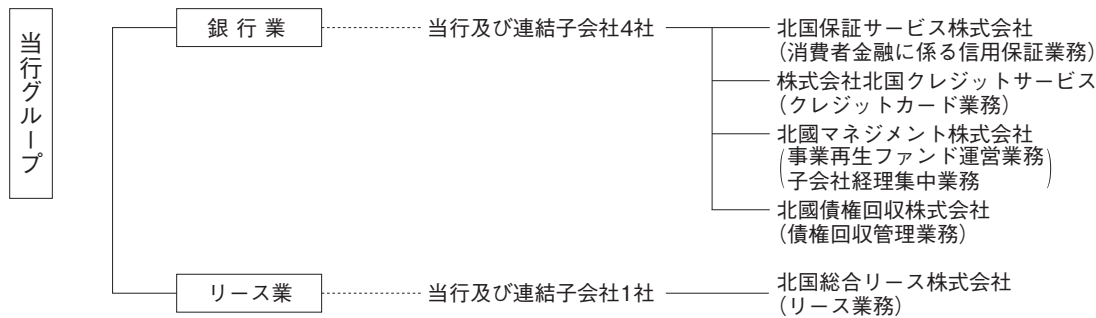 当行グループ
銀行業
当行及び連結子会社4社
北国保証サービス株式会社
(消費者金融に係る信用保証業務)
株式会社北国クレジットサービス
(クレジットカード業務)
北國マネジメント株式会社
(事業再生ファンド運営業務
子会社経理集中業務)
北國債権回収株式会社
(債権回収管理業務)
リース業
当行及び連結子会社1社
北国総合リース株式会社
(リース業務)